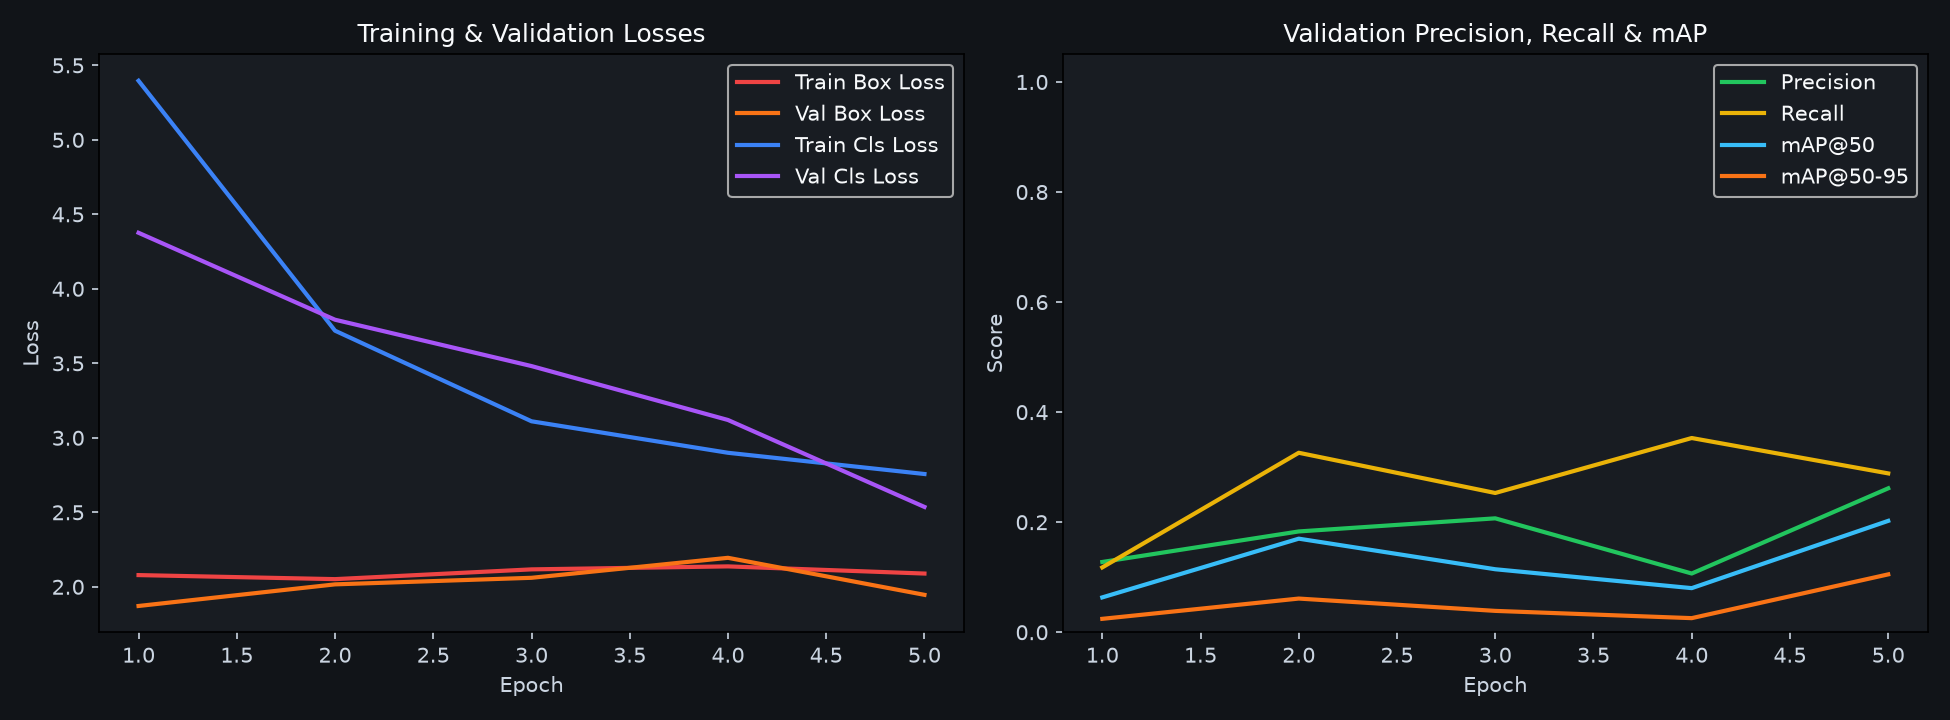 Training & Validation Losses
5.5
5.0
4.5
4.0
3.5
3.0
2.5
2.0
Loss
1.0 1.5 2.0 2.5 3.0 3.5 4.0 4.5 5.0
Epoch
Train Box Loss
Val Box Loss
Train Cls Loss
Val Cls Loss
Validation Precision, Recall & mAP
1.0
0.8
0.6
0.4
0.2
0.0
Score
1.0 1.5 2.0 2.5 3.0 3.5 4.0 4.5 5.0
Epoch
Precision
Recall
mAP@50
mAP@50-95